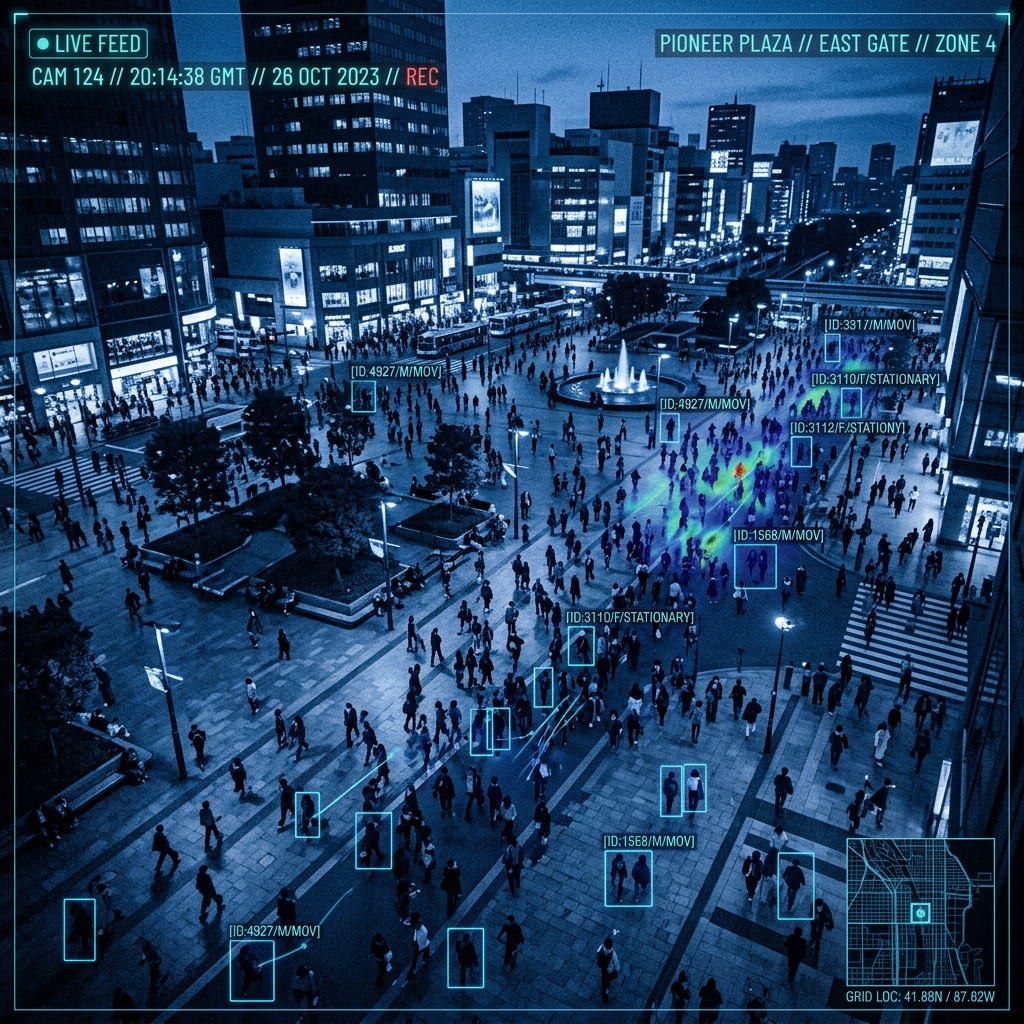 LIVE FEED
CAM 124 // 20:14:38 GMT // 26 OCT 2023 // REC
PIONEER PLAZA // EAST GATE // ZONE 4
[ID:3317/M/MOV]
[ID:4927/M/MOV]
[ID:3110/F/STATIONARY]
[ID:4927/M/MOV]
[ID:3112/F/STATIONY]
[ID:1568/M/MOV]
[ID:3110/F/STATIONARY]
[ID:1568/M/MOV]
[ID:4927/M/MOV]
GRID LOC: 41.88N / 87.62W